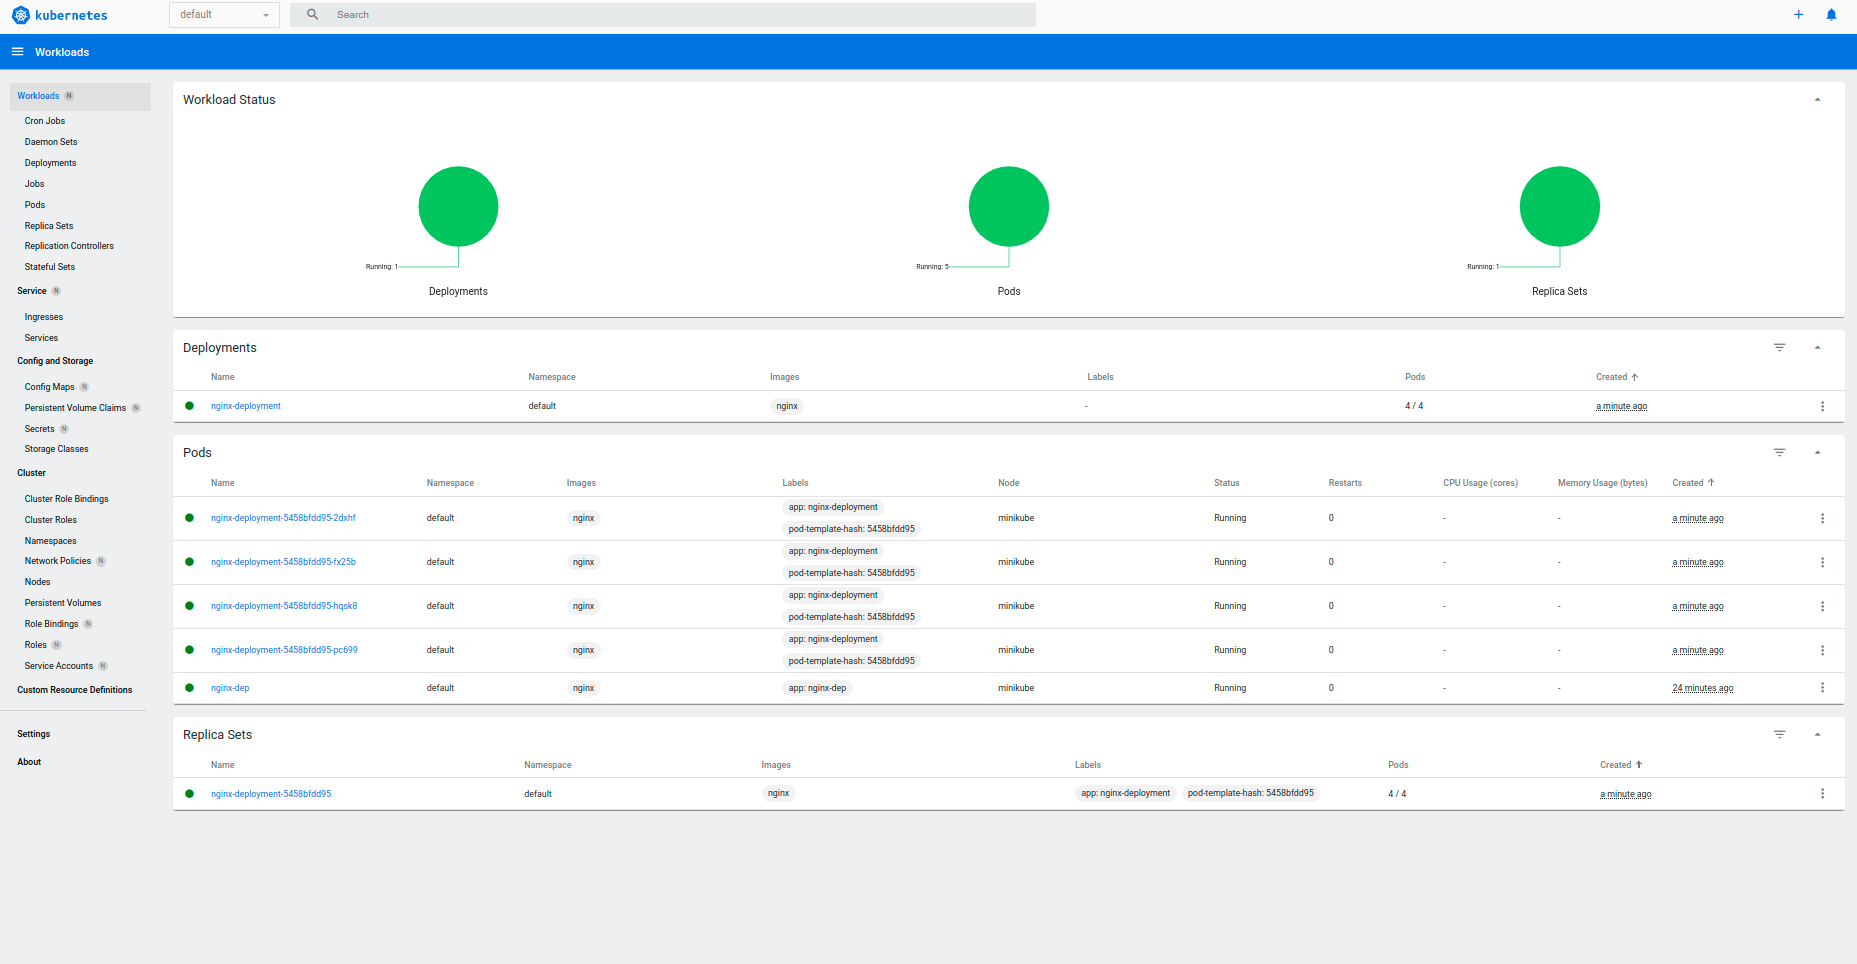 kubernetes
default
Search
Workloads
Workloads N
Cron Jobs
Daemon Sets
Deployments
Jobs
Pods
Replica Sets
Replication Controllers
Stateful Sets
Service N
Ingresses
Services
Config and Storage
Config Maps N
Persistent Volume Claims N
Secrets N
Storage Classes
Cluster
Cluster Role Bindings
Cluster Roles
Namespaces
Network Policies N
Nodes
Persistent Volumes
Role Bindings N
Roles N
Service Accounts N
Custom Resource Definitions
Settings
About
Workload Status
Running: 1
Deployments
Running: 5
Pods
Running: 1
Replica Sets
Deployments
Name Namespace Images Labels Pods Created
nginx-deployment default nginx - 4 / 4 a minute ago
Pods
Name Namespace Images Labels Node Status Restarts CPU Usage (cores) Memory Usage (bytes) Created
app: nginx-deployment
nginx-deployment-5458bfdd95-2dxhf default nginx minikube Running 0 - - a minute ago
pod-template-hash: 5458bfdd95
app: nginx-deployment
nginx-deployment-5458bfdd95-fx25b default nginx minikube Running 0 - - a minute ago
pod-template-hash: 5458bfdd95
app: nginx-deployment
nginx-deployment-5458bfdd95-hqsk8 default nginx minikube Running 0 - - a minute ago
pod-template-hash: 5458bfdd95
app: nginx-deployment
nginx-deployment-5458bfdd95-pc699 default nginx minikube Running 0 - - a minute ago
pod-template-hash: 5458bfdd95
nginx-dep default nginx app: nginx-dep minikube Running 0 - - 24 minutes ago
Replica Sets
Name Namespace Images Labels Pods Created
nginx-deployment-5458bfdd95 default nginx app: nginx-deployment pod-template-hash: 5458bfdd95 4 / 4 a minute ago